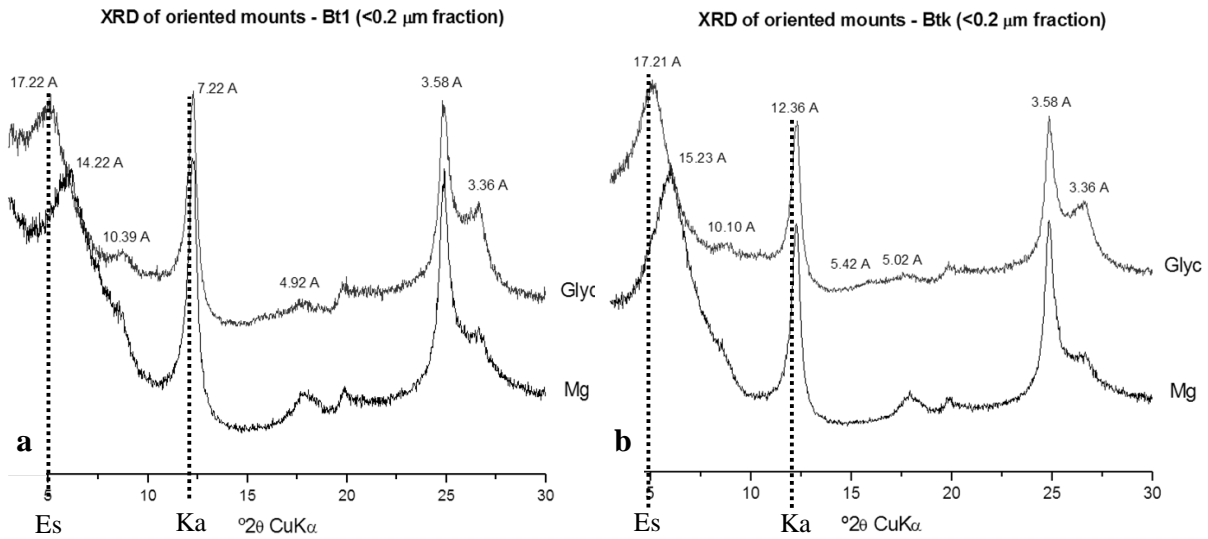 XRD of oriented mounts - Bt1 (<0.2 μm fraction)
17.22 A
7.22 A
3.58 A
14.22 A
3.36 A
10.39 A
4.92 A
Glyc
Mg
a
5
10
15
20
25
30
Es
Ka
º2θ CuKα
XRD of oriented mounts - Btk (<0.2 μm fraction)
17.21 A
12.36 A
3.58 A
15.23 A
3.36 A
10.10 A
5.42 A
5.02 A
Glyc
Mg
b
5
10
15
20
25
30
Es
Ka
º2θ CuKα